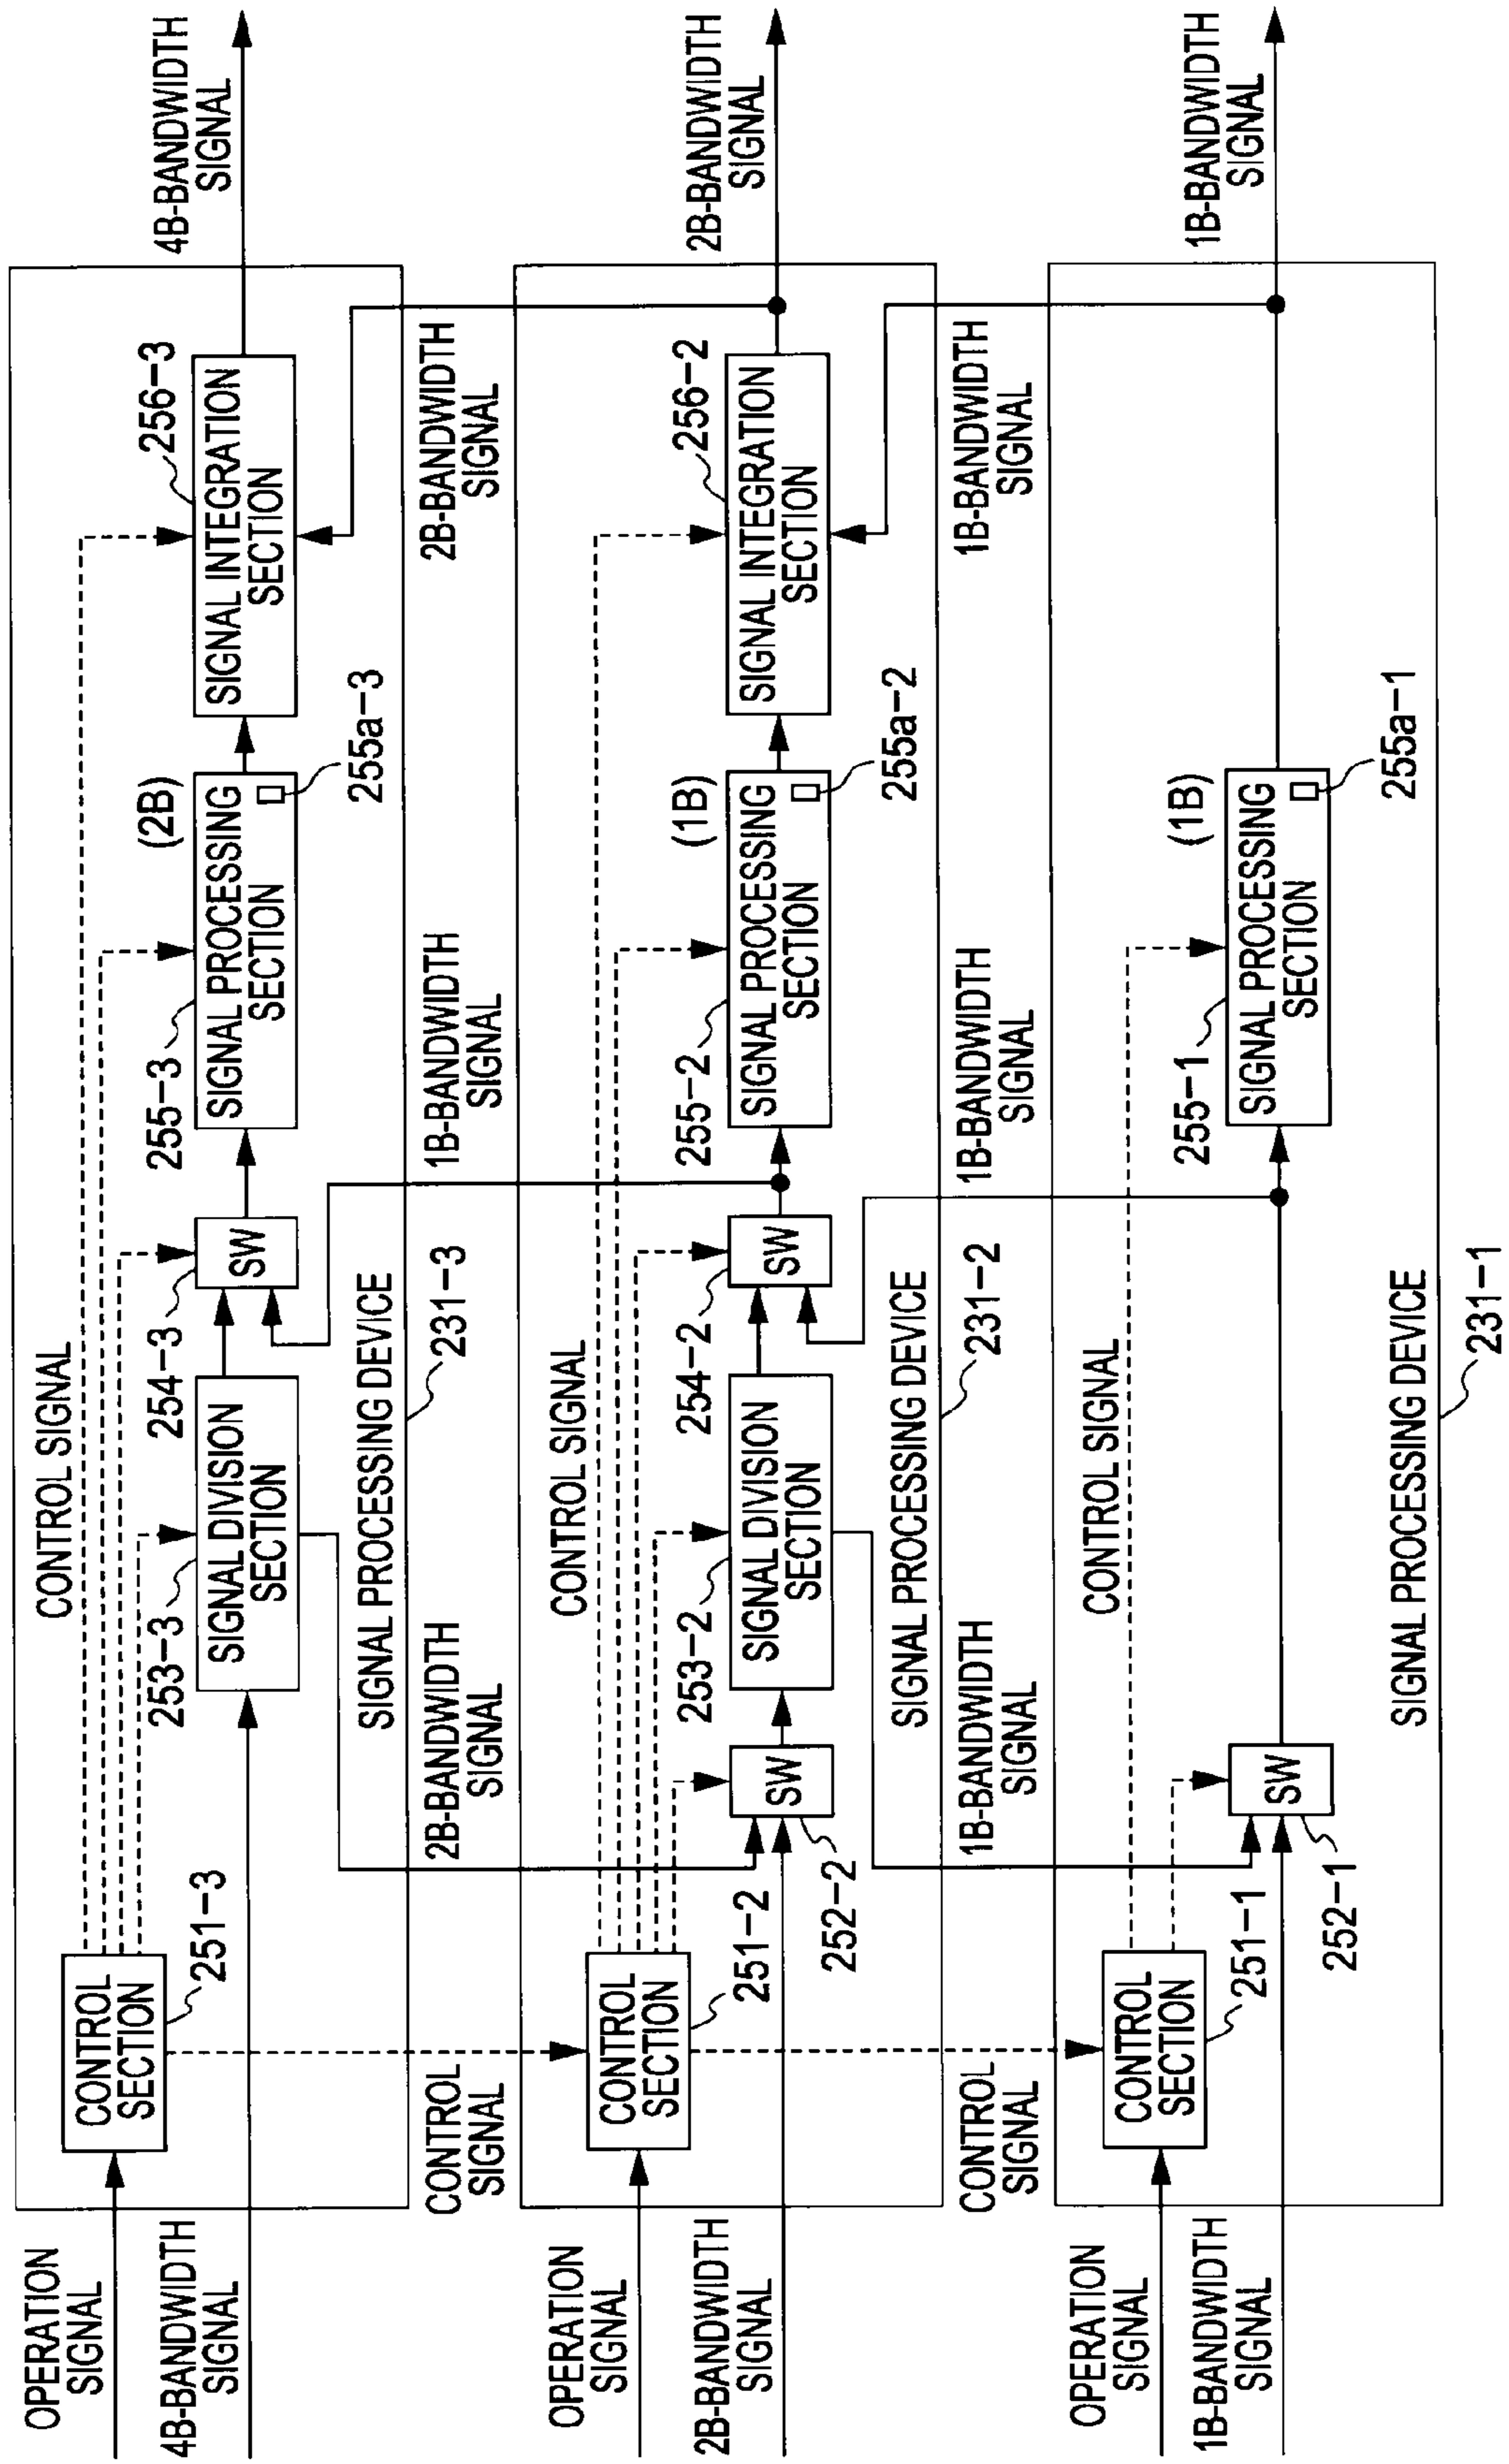 OPERATION
SIGNAL
4B-BANDWIDTH
SIGNAL
CONTROL
SECTION
251-3
CONTROL SIGNAL
253-3
SIGNAL DIVISION
SECTION
254-3
SW
255-3
SIGNAL PROCESSING
SECTION
(2B)
255a-3
256-3
SIGNAL INTEGRATION
SECTION
4B-BANDWIDTH
SIGNAL
SIGNAL PROCESSING DEVICE
231-3
CONTROL
SIGNAL
2B-BANDWIDTH
SIGNAL
1B-BANDWIDTH
SIGNAL
2B-BANDWIDTH
SIGNAL
OPERATION
SIGNAL
2B-BANDWIDTH
SIGNAL
CONTROL
SECTION
251-2
CONTROL SIGNAL
SW
252-2
253-2
SIGNAL DIVISION
SECTION
254-2
SW
255-2
SIGNAL PROCESSING
SECTION
(1B)
255a-2
256-2
SIGNAL INTEGRATION
SECTION
2B-BANDWIDTH
SIGNAL
SIGNAL PROCESSING DEVICE
231-2
CONTROL
SIGNAL
1B-BANDWIDTH
SIGNAL
1B-BANDWIDTH
SIGNAL
1B-BANDWIDTH
SIGNAL
OPERATION
SIGNAL
1B-BANDWIDTH
SIGNAL
CONTROL
SECTION
251-1
CONTROL SIGNAL
SW
252-1
255-1
SIGNAL PROCESSING
SECTION
(1B)
255a-1
1B-BANDWIDTH
SIGNAL
SIGNAL PROCESSING DEVICE
231-1